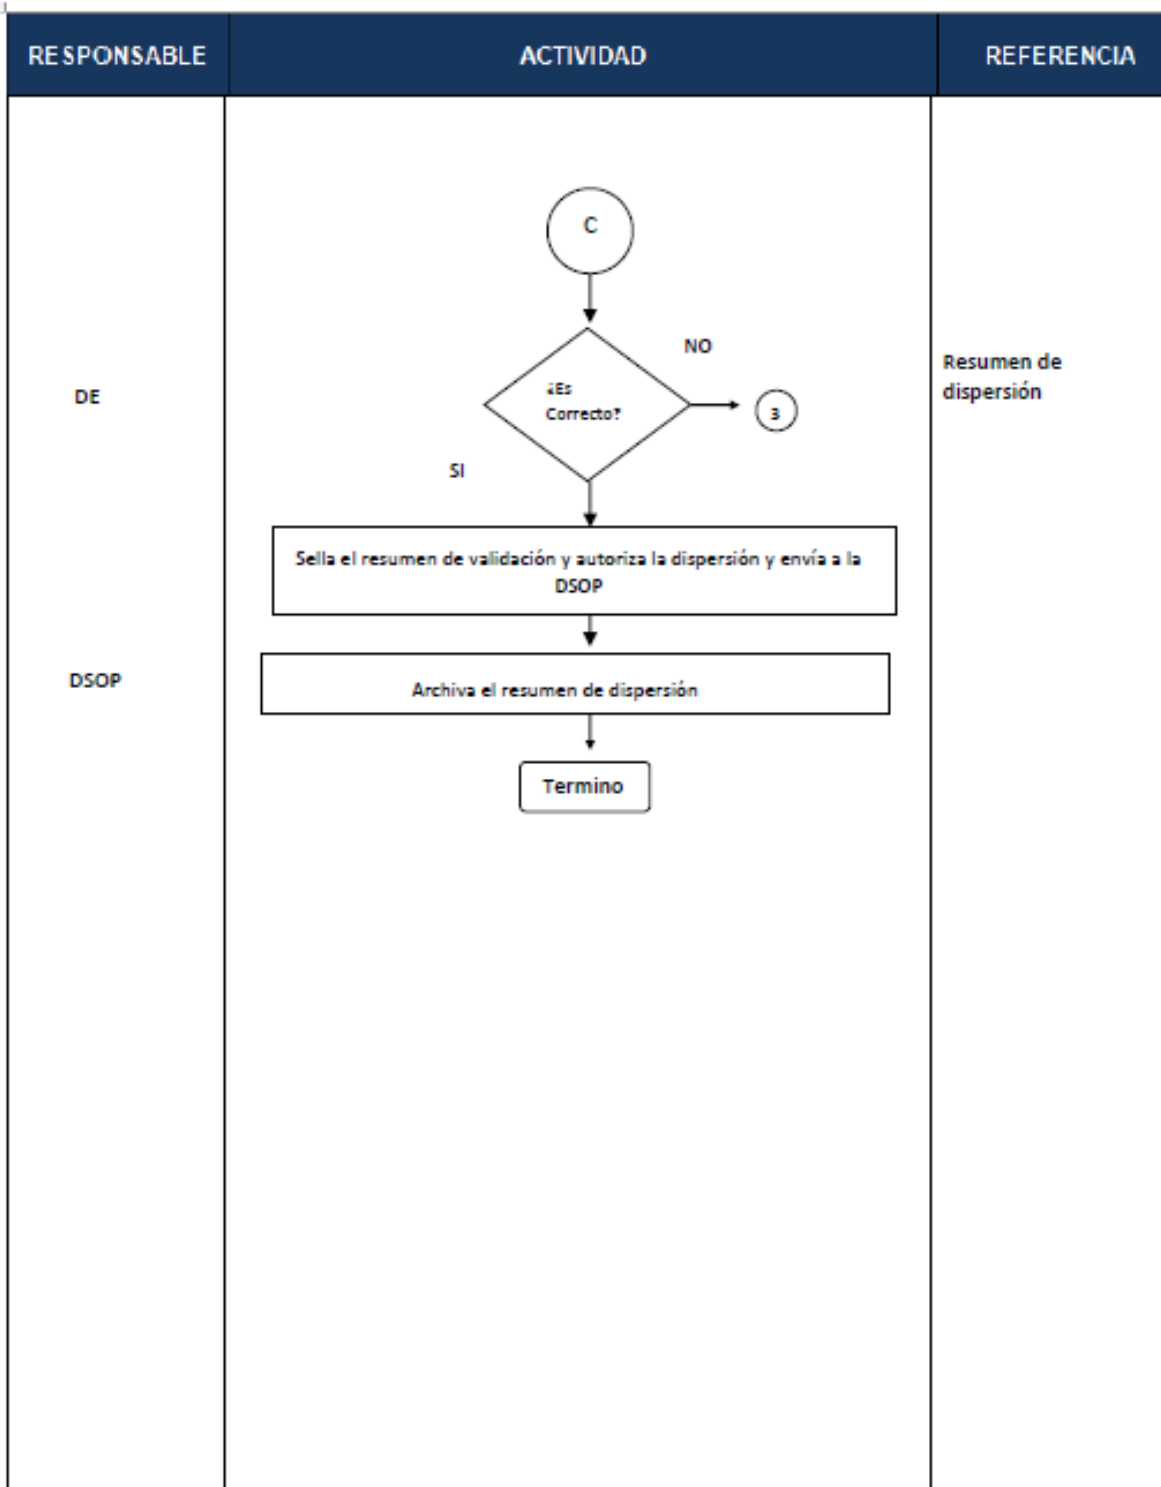 RESPONSABLE
ACTIVIDAD
REFERENCIA
C
NO
DE
¿Es
Correcto?
3
Resumen de
dispersión
SI
Sella el resumen de validación y autoriza la dispersión y envía a la
DSOP
DSOP
Archiva el resumen de dispersión
Termino